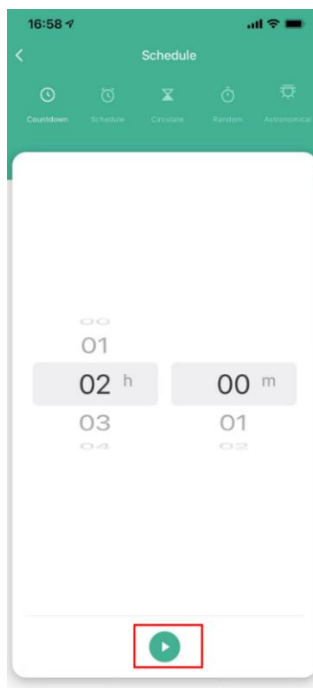 16:58
Schedule
Countdown Schedule Circulate Random Astronomical
00
01
02 h 00 m
03 01
04 02